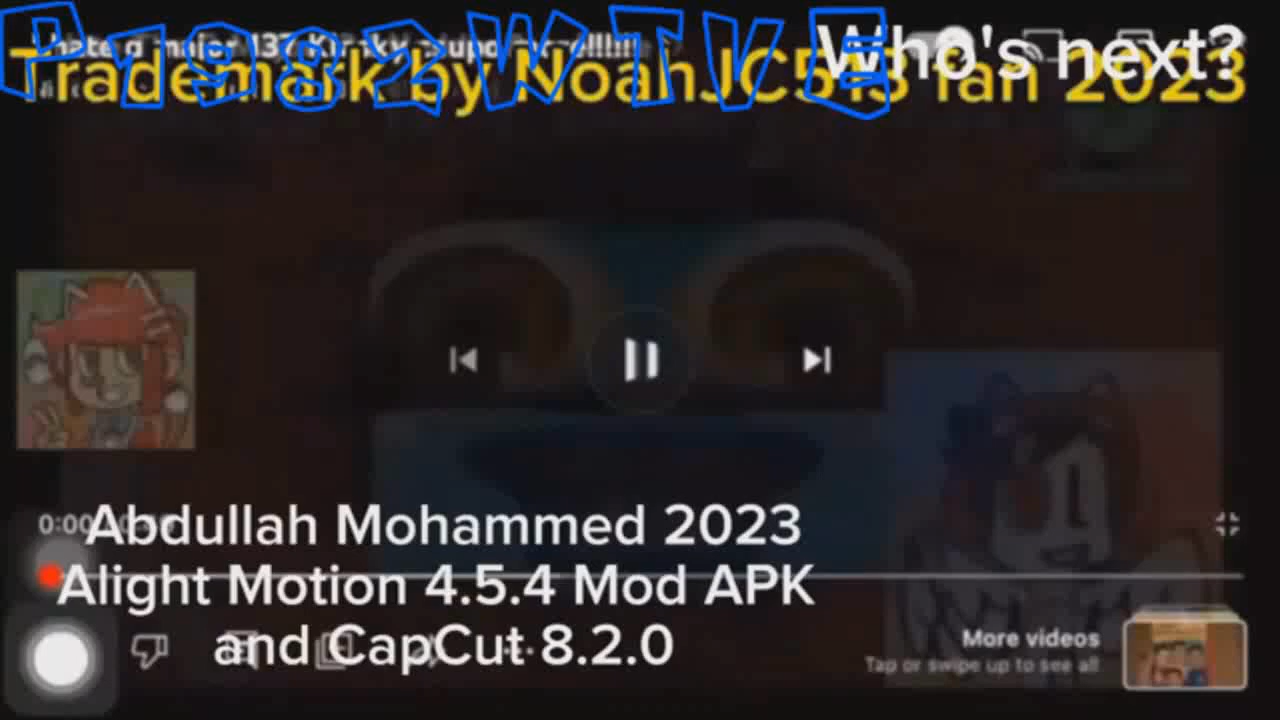 Who's next?
Trademark by NoahJC513 fan 2023
Abdullah Mohammed 2023
Alight Motion 4.5.4 Mod APK
and CapCut 8.2.0
More videos
Tap or swipe up to see all